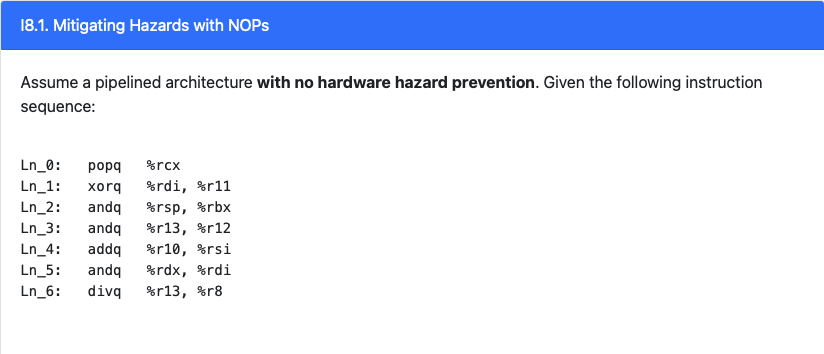 I8.1. Mitigating Hazards with NOPs
Assume a pipelined architecture with no hardware hazard prevention. Given the following instruction
sequence:
Ln_0:   popq   %rcx
Ln_1:   xorq   %rdi, %r11
Ln_2:   andq   %rsp, %rbx
Ln_3:   andq   %r13, %r12
Ln_4:   addq   %r10, %rsi
Ln_5:   andq   %rdx, %rdi
Ln_6:   divq   %r13, %r8